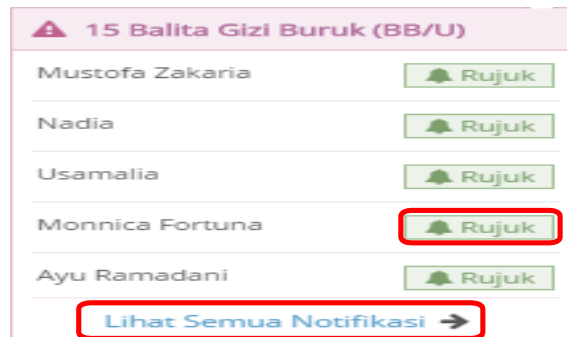 15 Balita Gizi Buruk (BB/U)
Mustofa Zakaria Rujuk
Nadia Rujuk
Usamalia Rujuk
Monnica Fortuna Rujuk
Ayu Ramadani Rujuk
Lihat Semua Notifikasi